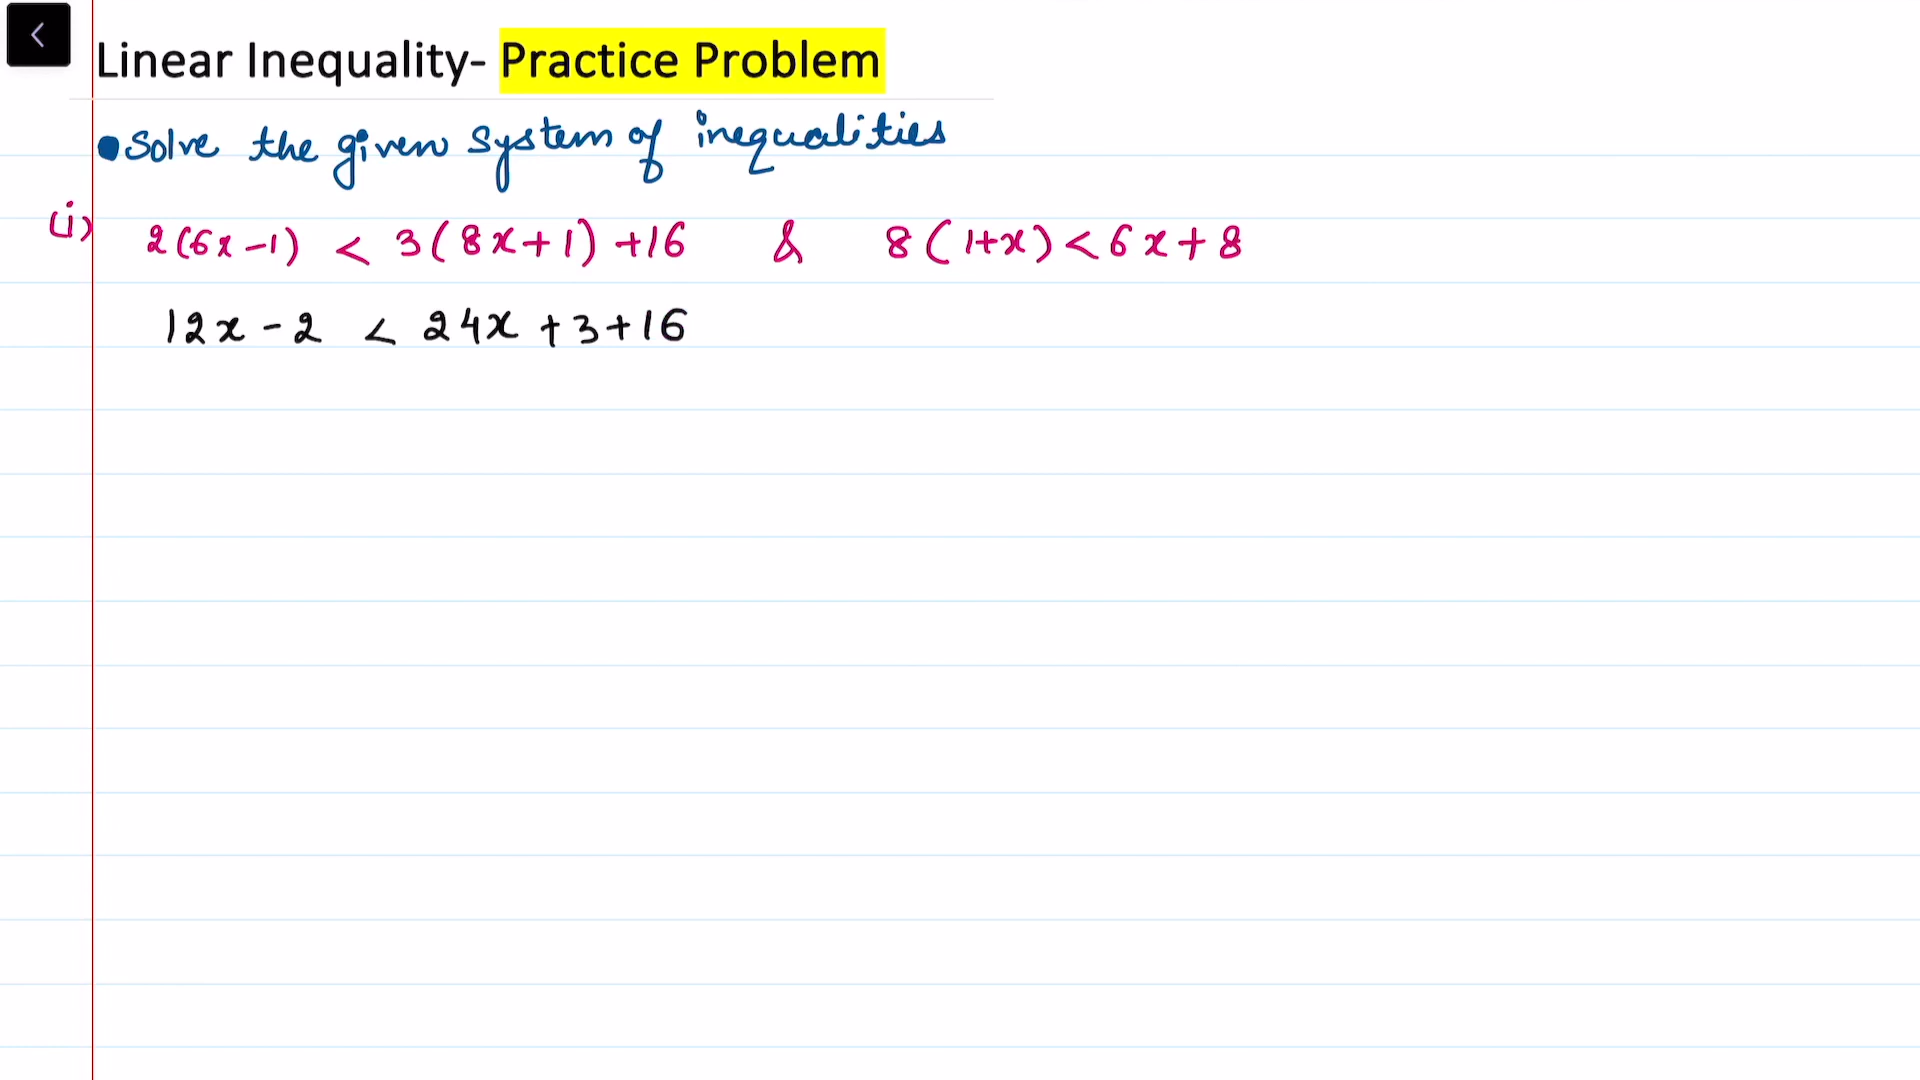 Linear Inequality- Practice Problem
• Solve the given system of inequalities
(i) 2(6x-1) < 3(8x+1)+16 & 8(1+x)<6x+8
12x-2 < 24x+3+16